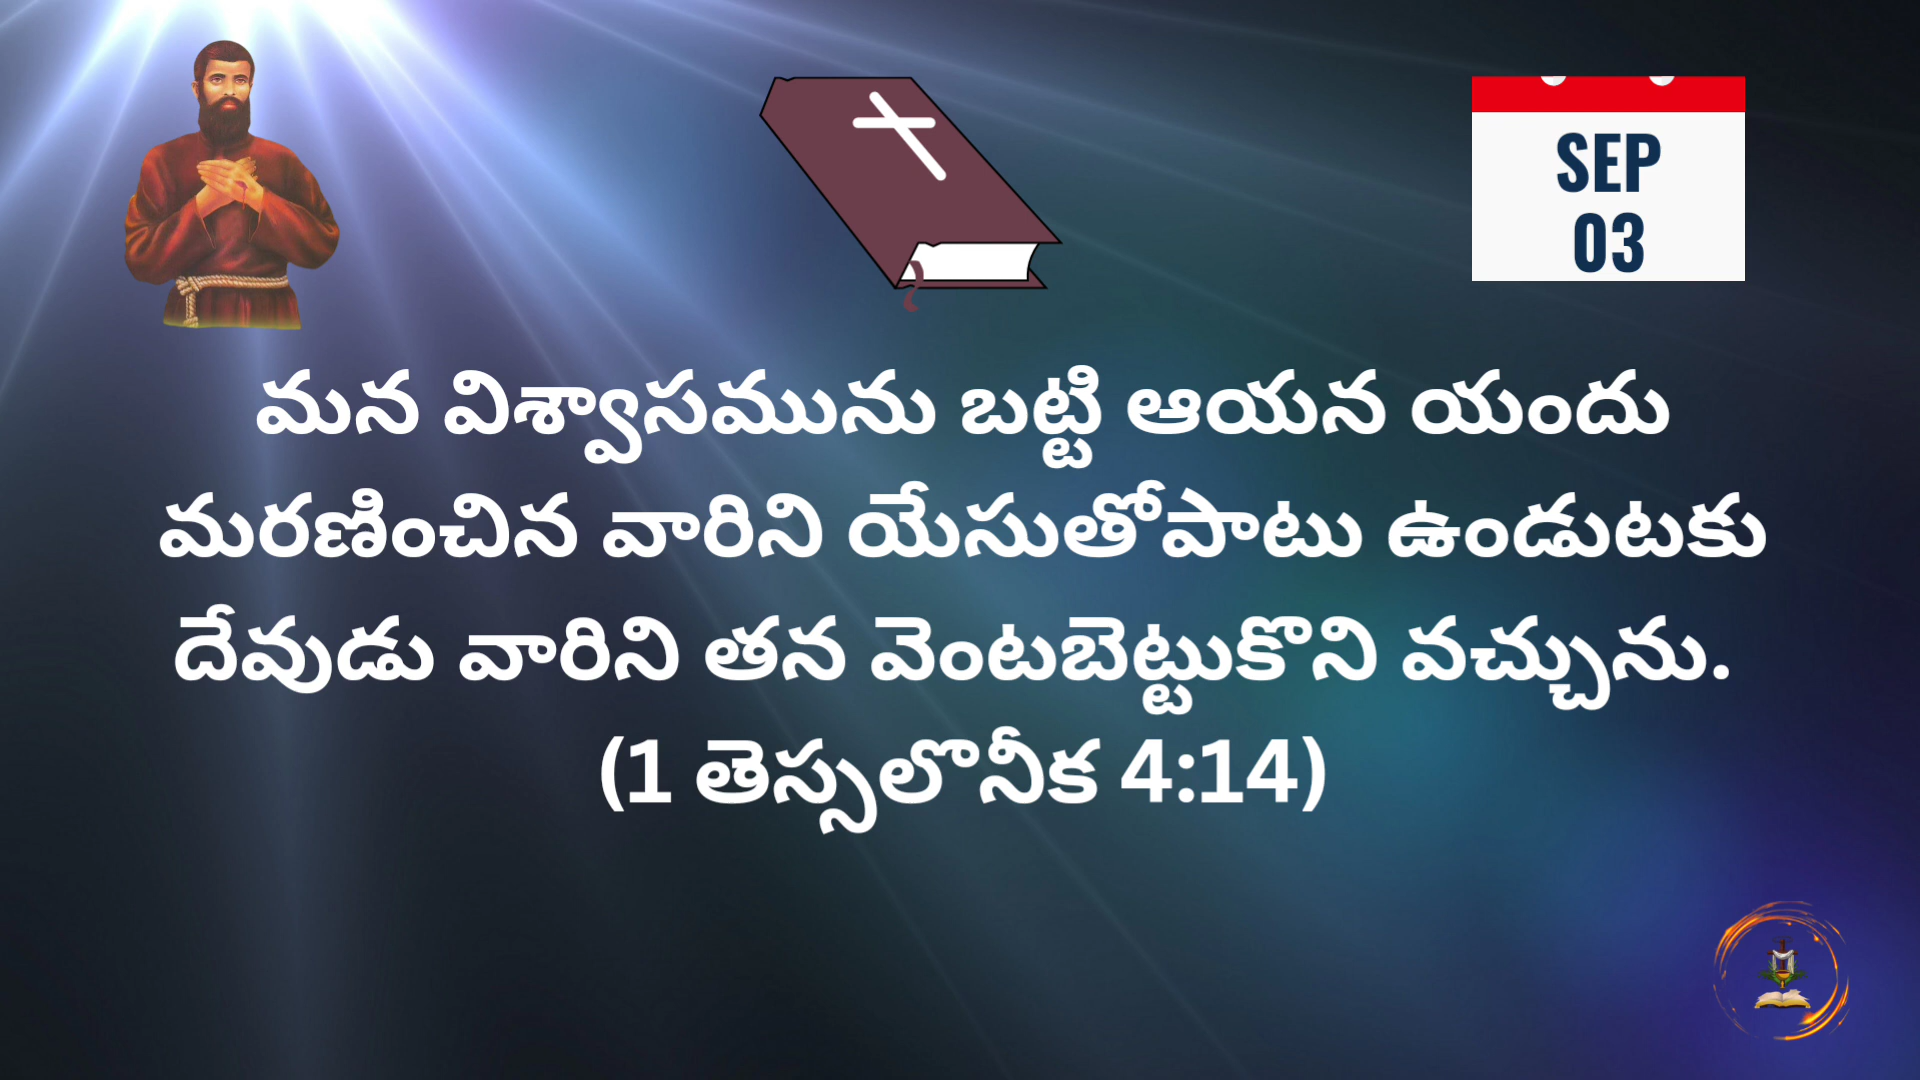 SEP
03
మన విశ్వాసమును బట్టి ఆయన యందు
మరణించిన వారిని యేసుతోపాటు ఉండుటకు
దేవుడు వారిని తన వెంటబెట్టుకొని వచ్చును.
(1 తెస్సలొనీక 4:14)